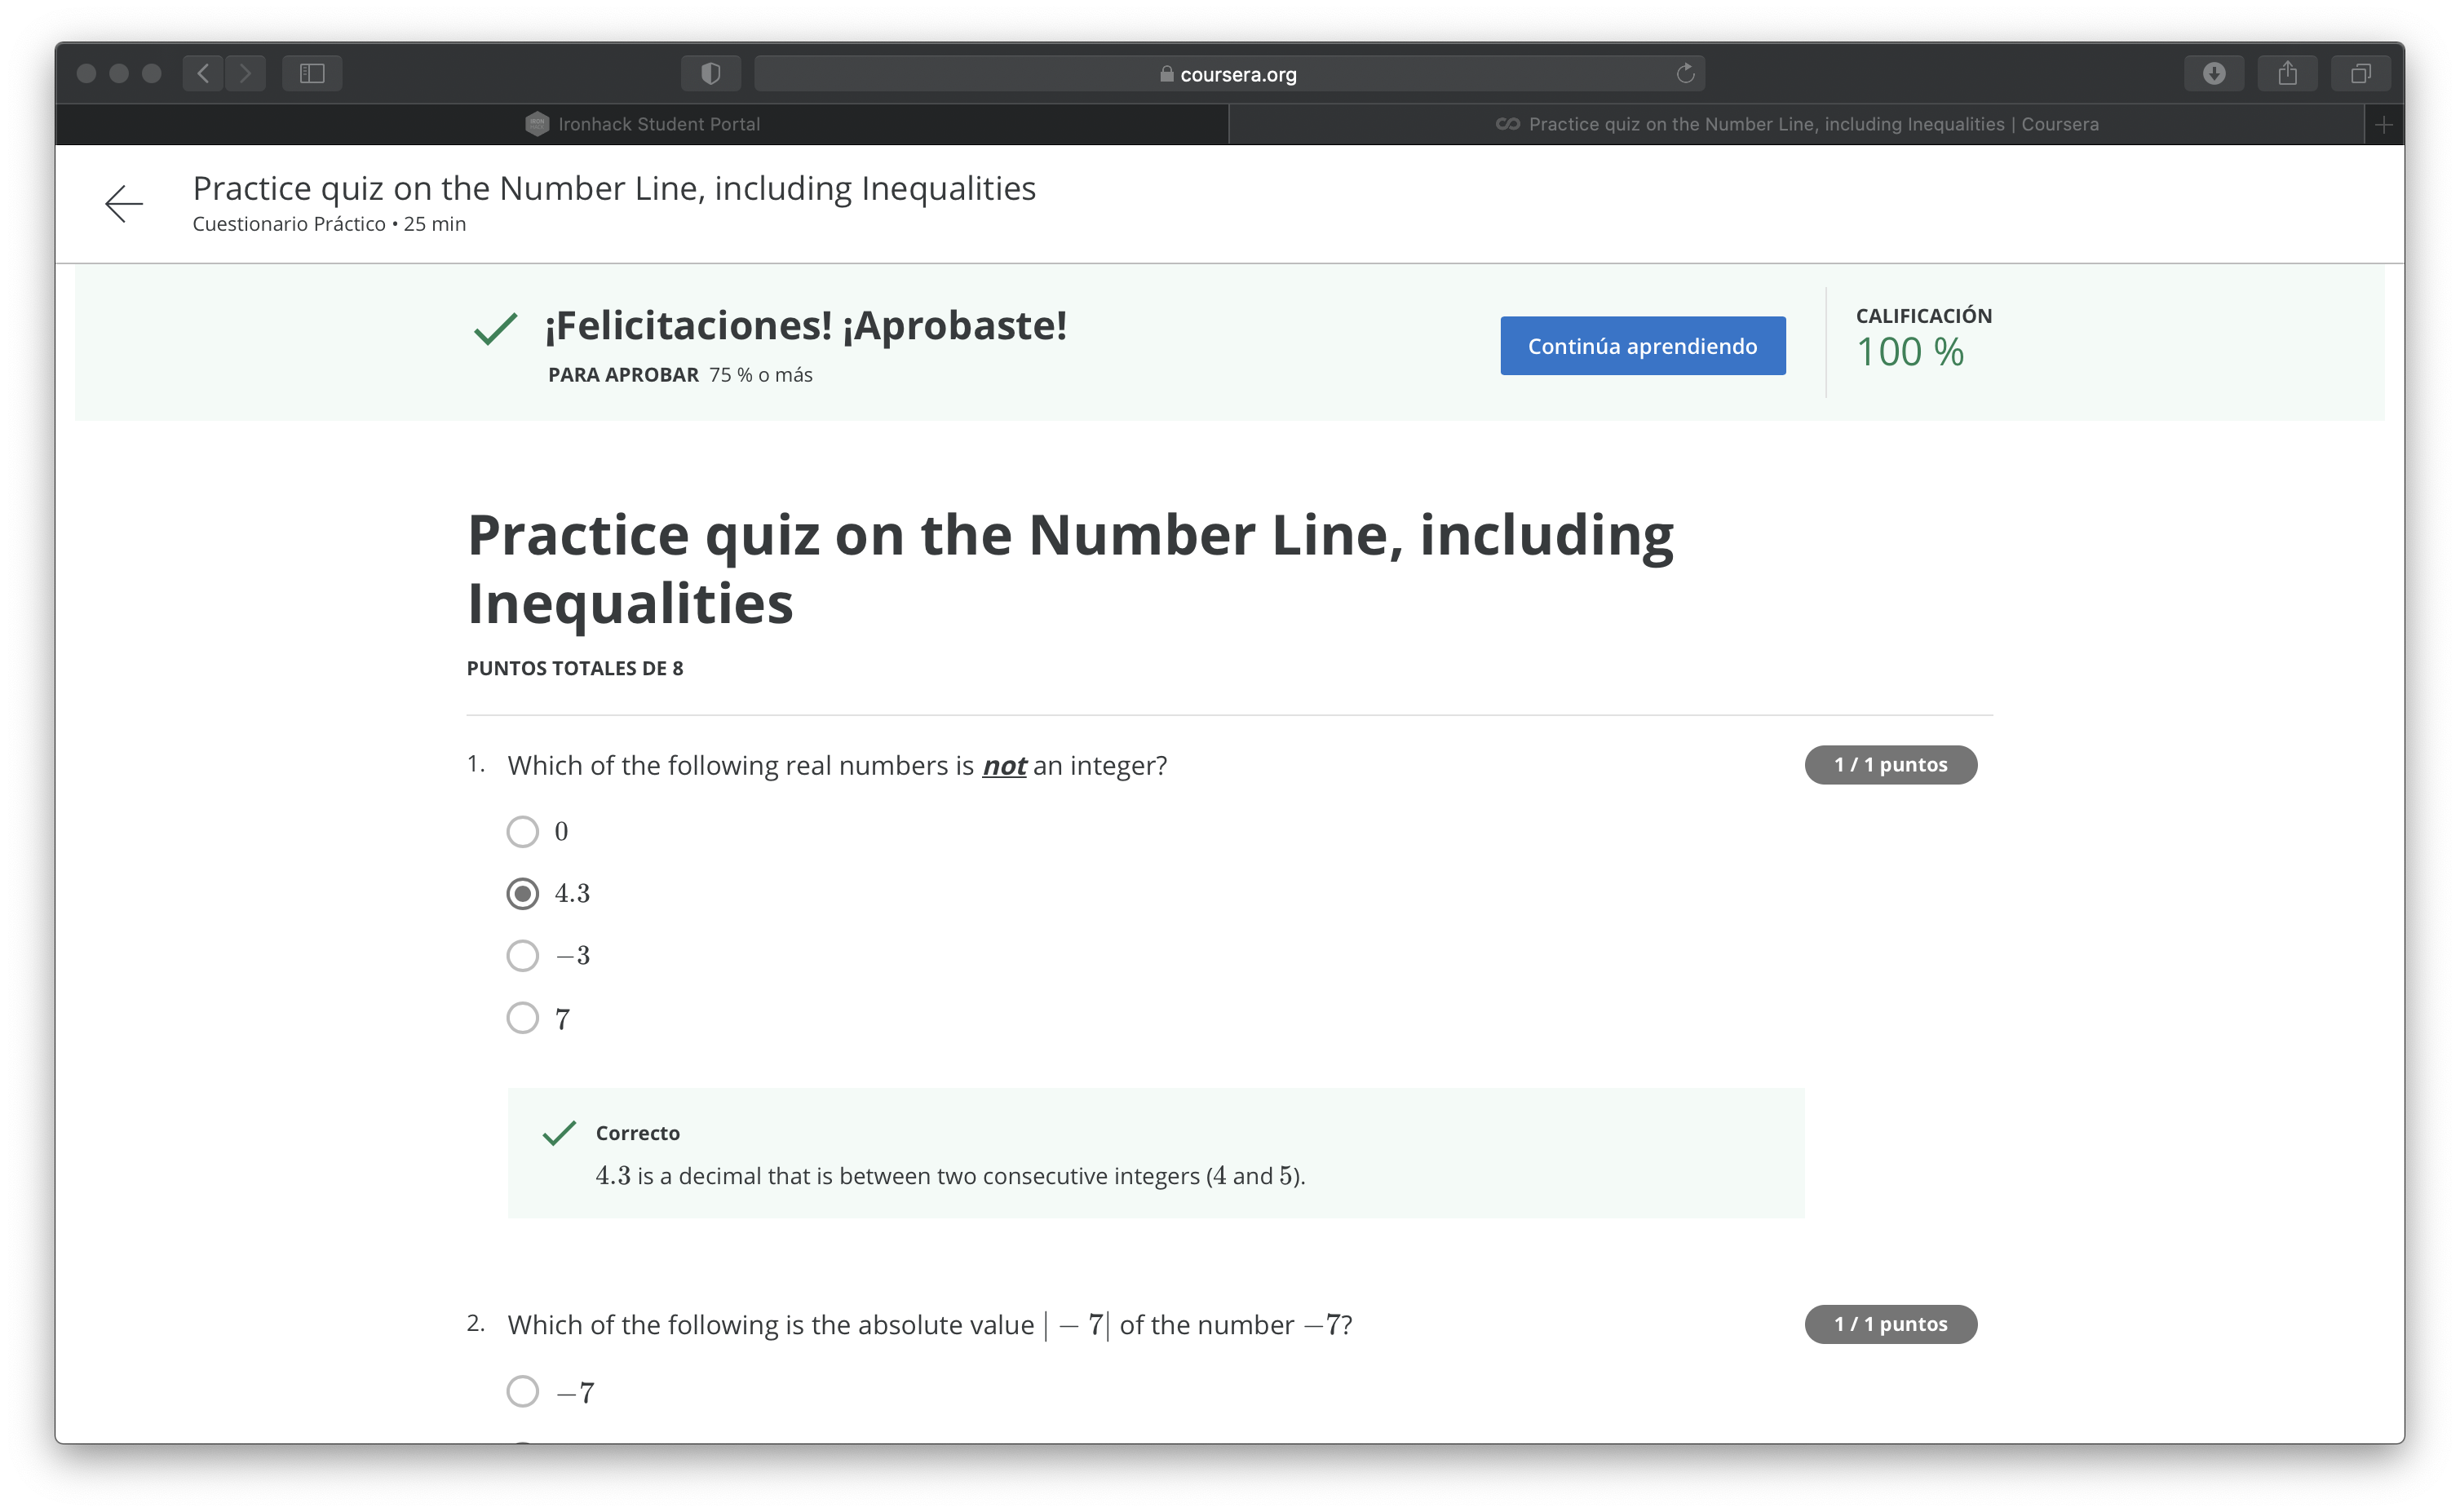 coursera.org
Ironhack Student Portal
Practice quiz on the Number Line, including Inequalities | Coursera
Practice quiz on the Number Line, including Inequalities
Cuestionario Práctico • 25 min
¡Felicitaciones! ¡Aprobaste!
PARA APROBAR 75 % o más
Continúa aprendiendo
CALIFICACIÓN
100 %
Practice quiz on the Number Line, including
Inequalities
PUNTOS TOTALES DE 8
1. Which of the following real numbers is not an integer?
1 / 1 puntos
0
4.3
−3
7
Correcto
4.3 is a decimal that is between two consecutive integers (4 and 5).
2. Which of the following is the absolute value | − 7| of the number −7?
1 / 1 puntos
−7